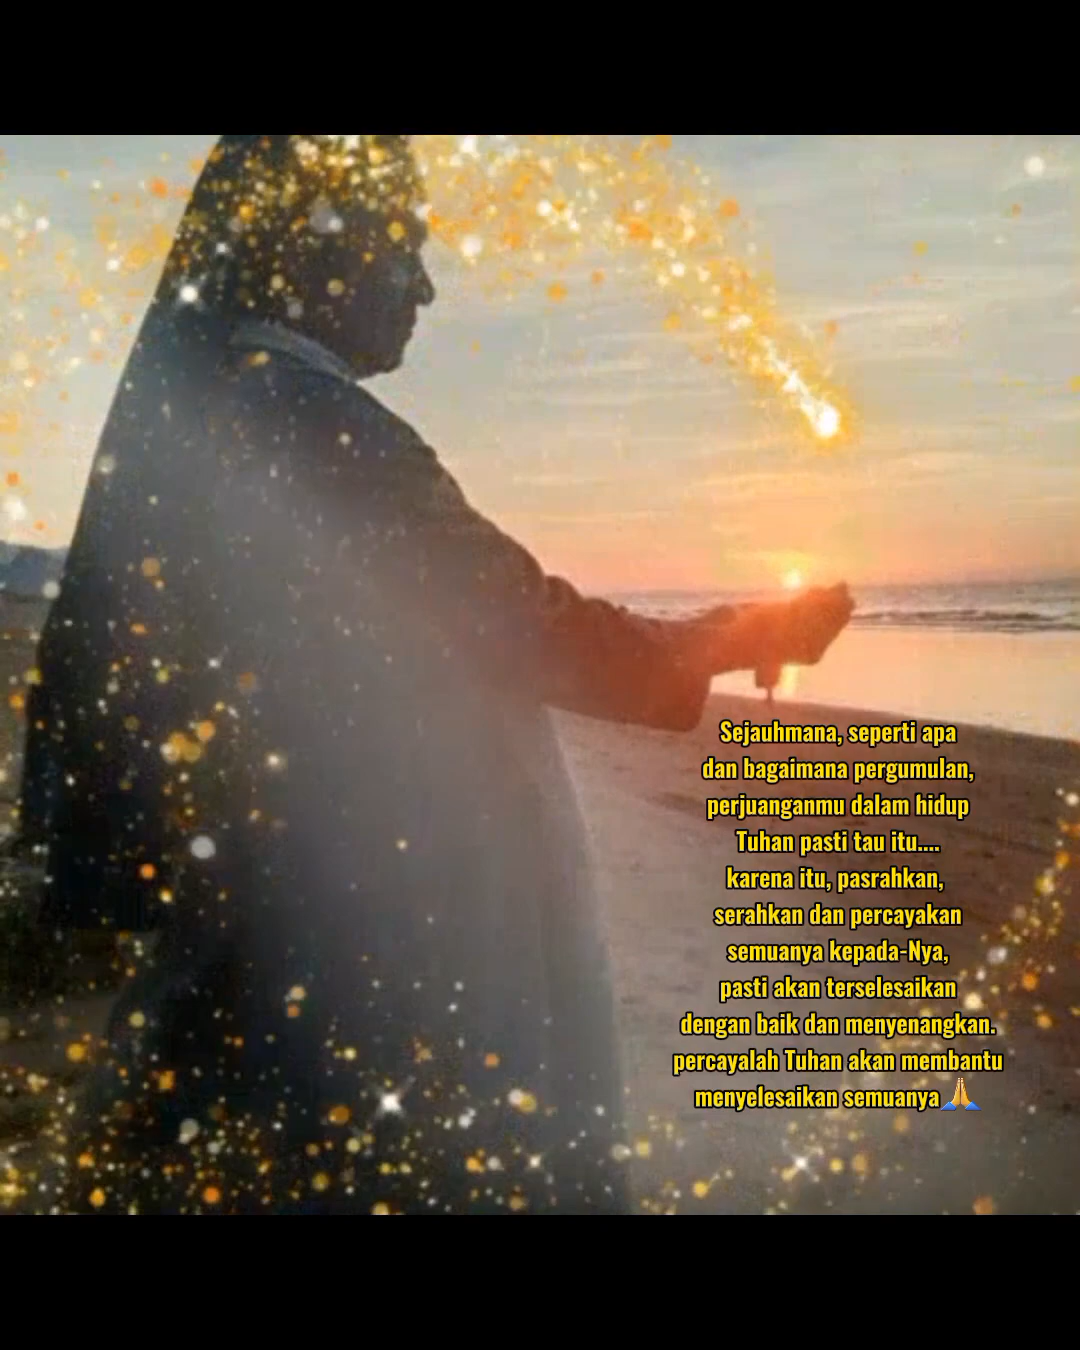 Sejauhmana, seperti apa
dan bagaimana pergumulan,
perjuanganmu dalam hidup
Tuhan pasti tau itu....
karena itu, pasrahkan,
serahkan dan percayakan
semuanya kepada-Nya,
pasti akan terselesaikan
dengan baik dan menyenangkan.
percayalah Tuhan akan membantu
menyelesaikan semuanya🙏